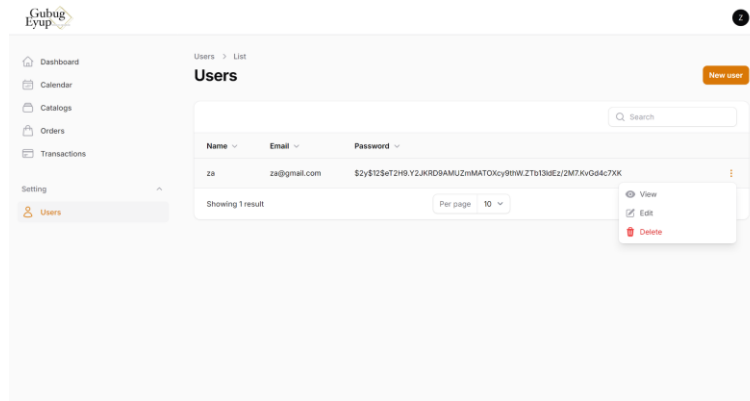 Gubug
Eyup
Z
Dashboard
Calendar
Catalogs
Orders
Transactions
Setting
Users
Users > List
Users
New user
Search
Name Email Password
za za@gmail.com $2y$12$eT2H9.Y2JKRD9AMUZmMATOXcy9thW.ZTb13ldEz/2M7.KvGd4c7XK
Showing 1 result Per page 10
View
Edit
Delete